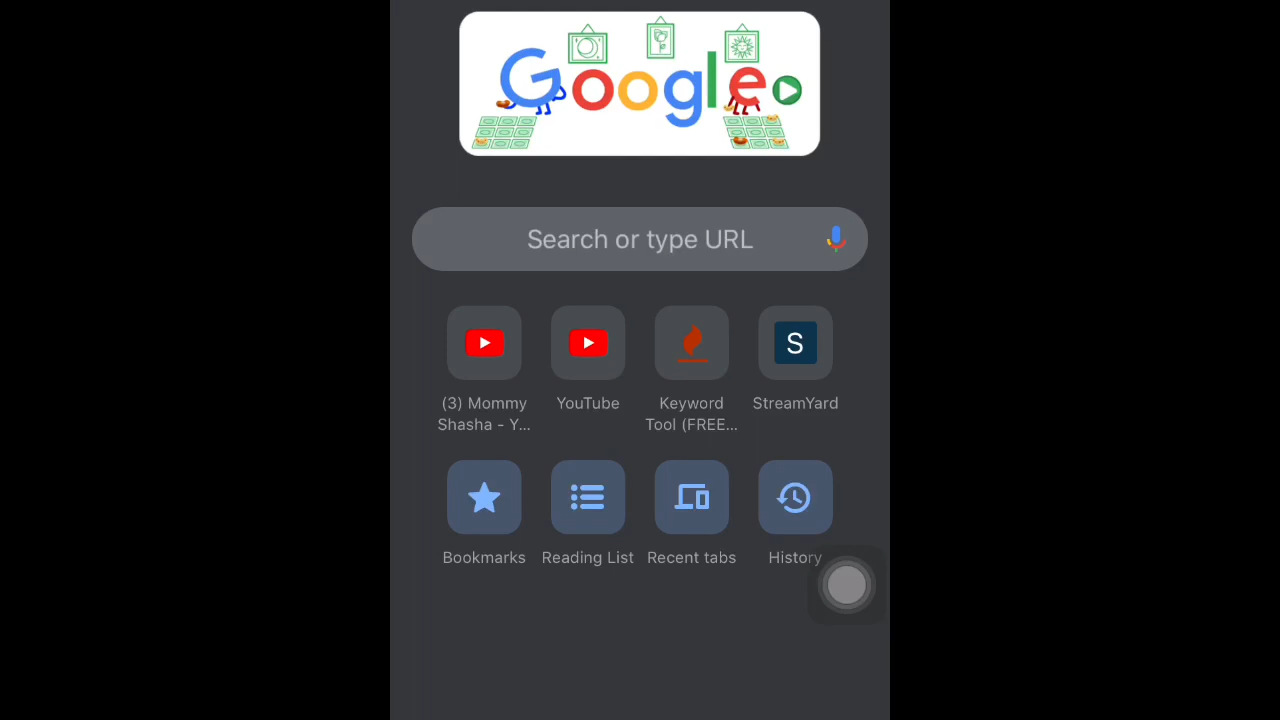 Google
Search or type URL
(3) Mommy
Shasha - Y...
YouTube
Keyword
Tool (FREE...
S
StreamYard
Bookmarks
Reading List
Recent tabs
History